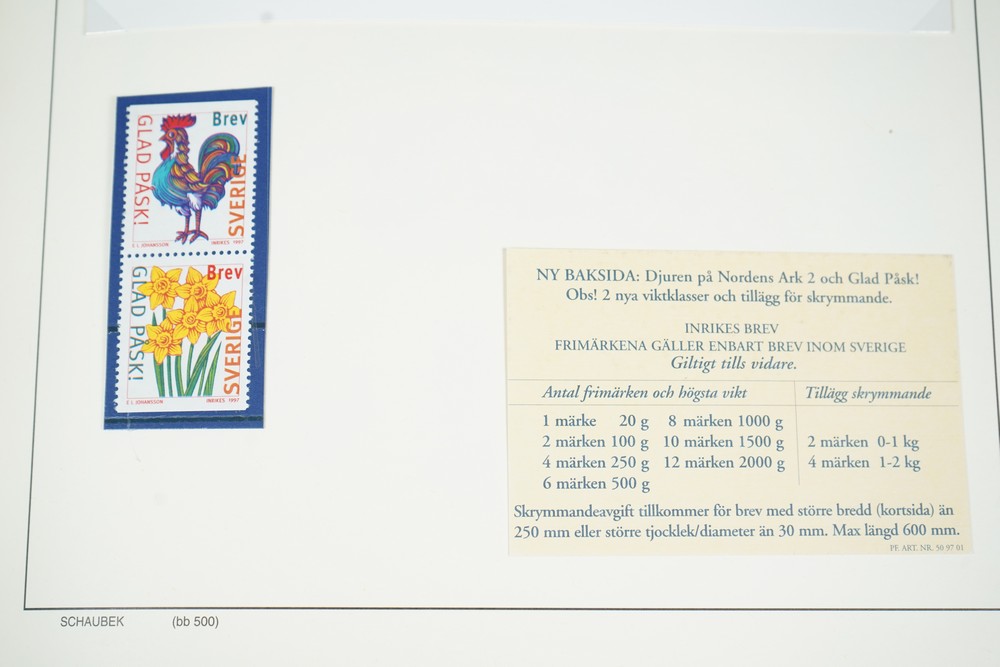 Brev
GLAD PÅSK!
SVERIGE
E L JOHANSSON INRIKES 1997
Brev
GLAD PÅSK!
SVERIGE
E L JOHANSSON INRIKES 1997
NY BAKSIDA: Djuren på Nordens Ark 2 och Glad Påsk!
Obs! 2 nya viktklasser och tillägg för skrymmande.
INRIKES BREV
FRIMÄRKENA GÄLLER ENBART BREV INOM SVERIGE
Giltigt tills vidare.
Antal frimärken och högsta vikt Tillägg skrymmande
1 märke 20 g 8 märken 1000 g
2 märken 100 g 10 märken 1500 g 2 märken 0-1 kg
4 märken 250 g 12 märken 2000 g 4 märken 1-2 kg
6 märken 500 g
Skrymmandeavgift tillkommer för brev med större bredd (kortsida) än
250 mm eller större tjocklek/diameter än 30 mm. Max längd 600 mm.
PF ART. NR. 50 97 01
SCHAUBEK (bb 500)